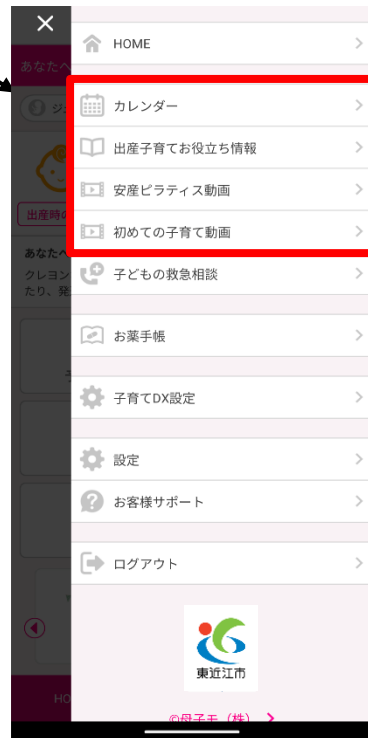 HOME
あなたへ
カレンダー
出産子育てお役立ち情報
安産ピラティス動画
初めての子育て動画
出産時の
あなたへ
クレヨン
たり、発
子どもの救急相談
お薬手帳
子育てDX設定
設定
お客様サポート
ログアウト
東近江市
HO
©母子モ（株）